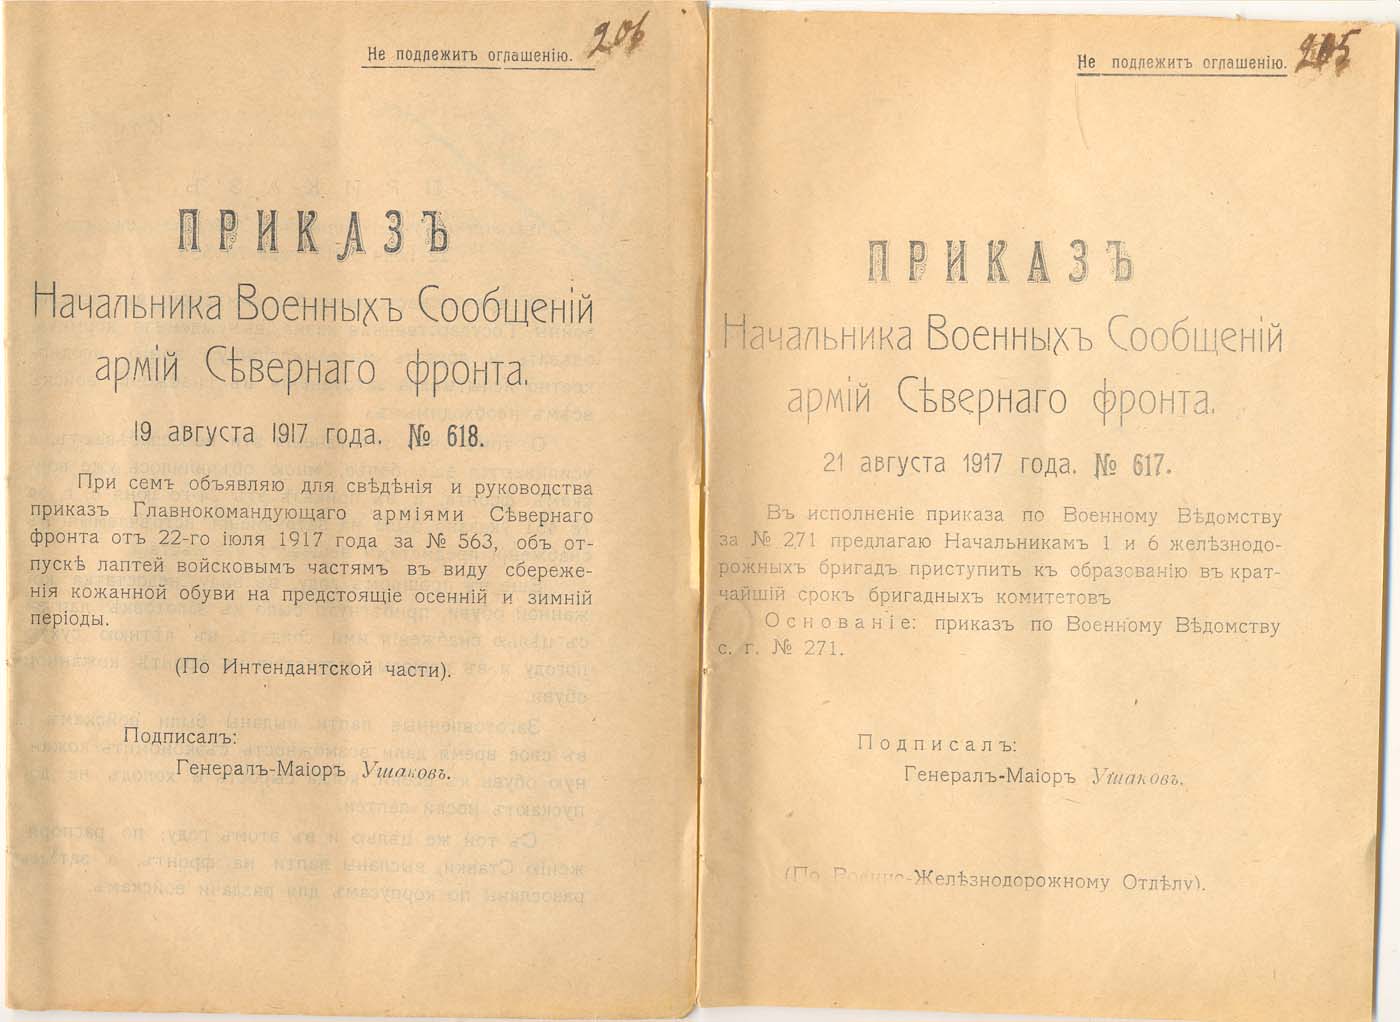 206
Не подлежитъ оглашенію.
ПРИКАЗЪ
Начальника Военныхъ Сообщеній
армій Сѣвернаго фронта.
19 августа 1917 года. № 618.
При семъ объявляю для свѣдѣнія и руководства
приказъ Главнокомандующаго арміями Сѣвернаго
фронта отъ 22-го іюля 1917 года за № 563, объ от-
пускѣ лаптей войсковымъ частямъ въ виду сбереже-
нія кожанной обуви на предстоящіе осенній и зимній
періоды.
(По Интендантской части).
Подписалъ:
Генералъ-Маіоръ Ушаковъ.
205
Не подлежитъ оглашенію.
ПРИКАЗЪ
Начальника Военныхъ Сообщеній
армій Сѣвернаго фронта.
21 августа 1917 года. № 617.
Въ исполненіе приказа по Военному Вѣдомству
за № 271 предлагаю Начальникамъ 1 и 6 желѣзнодо-
рожныхъ бригадъ приступить къ образованію въ крат-
чайшій срокъ бригадныхъ комитетовъ
Основаніе: приказъ по Военному Вѣдомству
с. г. № 271.
Подписалъ:
Генералъ-Маіоръ Ушаковъ.
(По Военно-Желѣзнодорожному Отдѣлу).